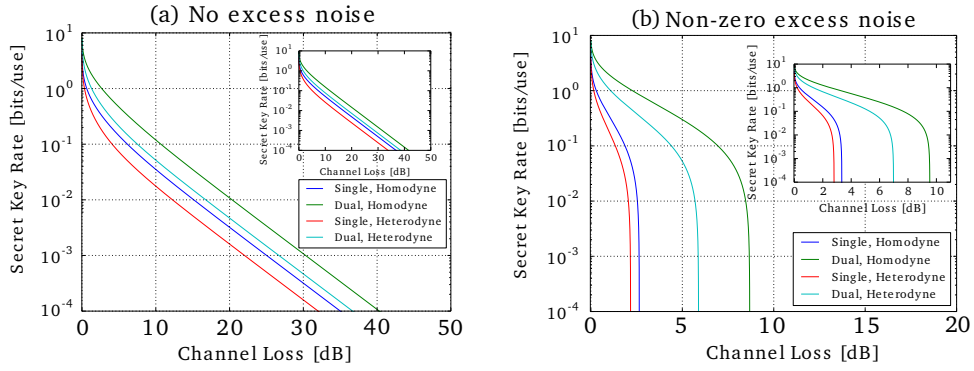 (a) No excess noise
Secret Key Rate [bits/use]
10^1
10^0
10^-1
10^-2
10^-3
10^-4
0
10
20
30
40
50
Channel Loss [dB]
Secret Key Rate [bits/use]
10^1
10^0
10^-1
10^-2
10^-3
10^-4
0
10
20
30
40
50
Channel Loss [dB]
Single, Homodyne
Dual, Homodyne
Single, Heterodyne
Dual, Heterodyne
(b) Non-zero excess noise
Secret Key Rate [bits/use]
10^1
10^0
10^-1
10^-2
10^-3
10^-4
0
5
10
15
20
Channel Loss [dB]
Secret Key Rate [bits/use]
10^1
10^0
10^-1
10^-2
10^-3
10^-4
0
2
4
6
8
10
Channel Loss [dB]
Single, Homodyne
Dual, Homodyne
Single, Heterodyne
Dual, Heterodyne